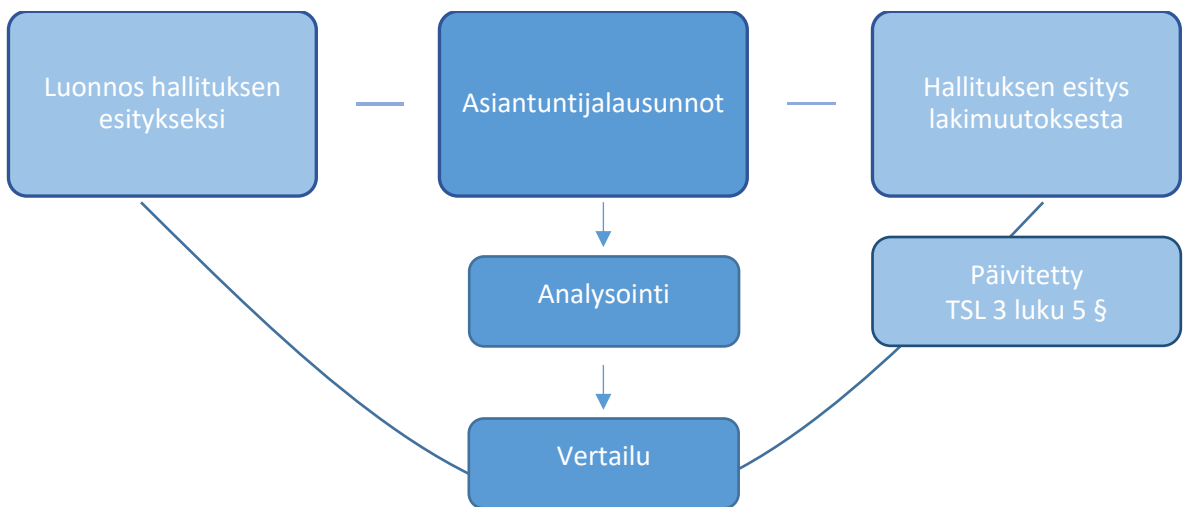 Luonnos hallituksen
esitykseksi
Asiantuntijalausunnot
Hallituksen esitys
lakimuutoksesta
Analysointi
Päivitetty
TSL 3 luku 5 §
Vertailu